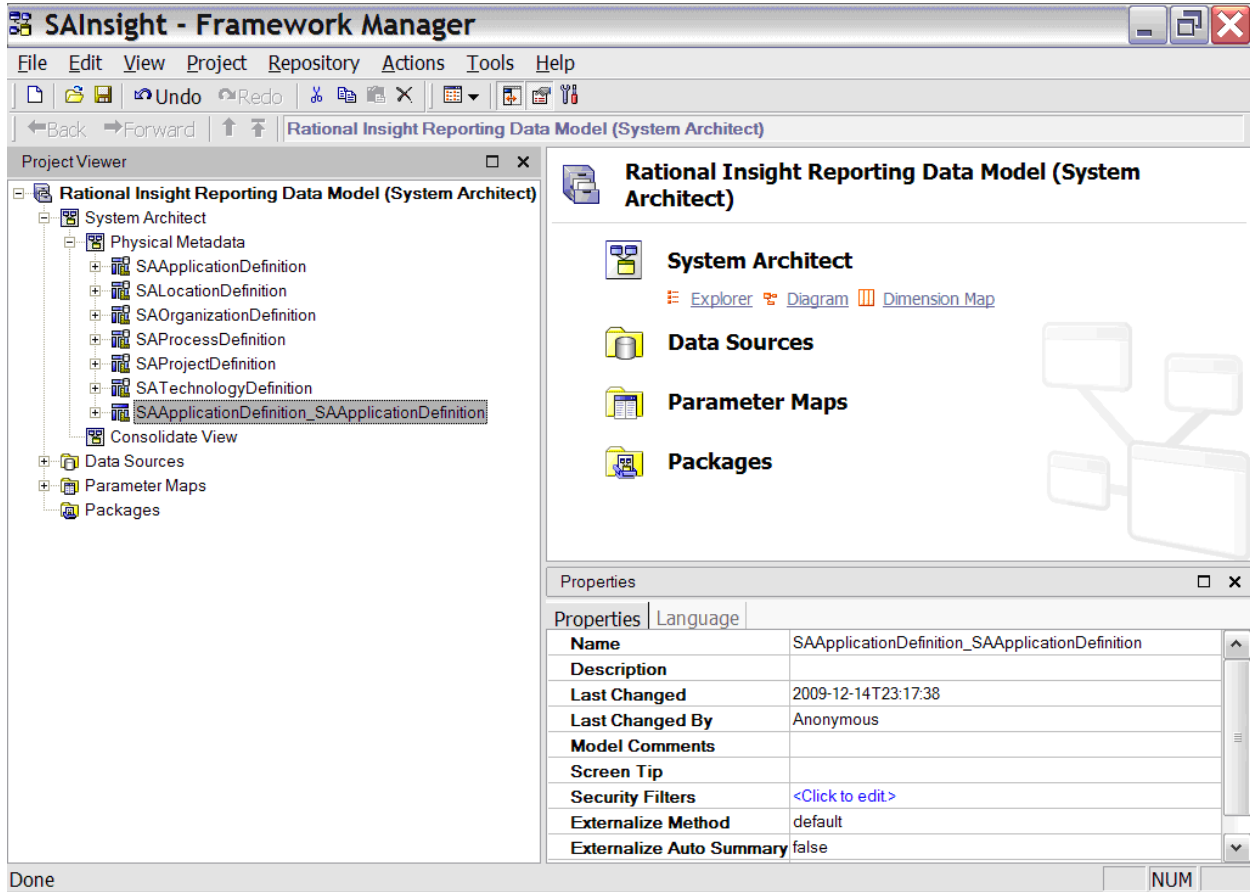 SAInsight - Framework Manager
File Edit View Project Repository Actions Tools Help
Undo Redo
Back Forward Rational Insight Reporting Data Model (System Architect)
Project Viewer
Rational Insight Reporting Data Model (System Architect)
System Architect
Physical Metadata
SAApplicationDefinition
SALocationDefinition
SAOrganizationDefinition
SAProcessDefinition
SAProjectDefinition
SATechnologyDefinition
SAApplicationDefinition_SAApplicationDefinition
Consolidate View
Data Sources
Parameter Maps
Packages
Rational Insight Reporting Data Model (System
Architect)
System Architect
Explorer Diagram Dimension Map
Data Sources
Parameter Maps
Packages
Properties
Properties Language
Name SAApplicationDefinition_SAApplicationDefinition
Description
Last Changed 2009-12-14T23:17:38
Last Changed By Anonymous
Model Comments
Screen Tip
Security Filters <Click to edit.>
Externalize Method default
Externalize Auto Summary false
Done NUM